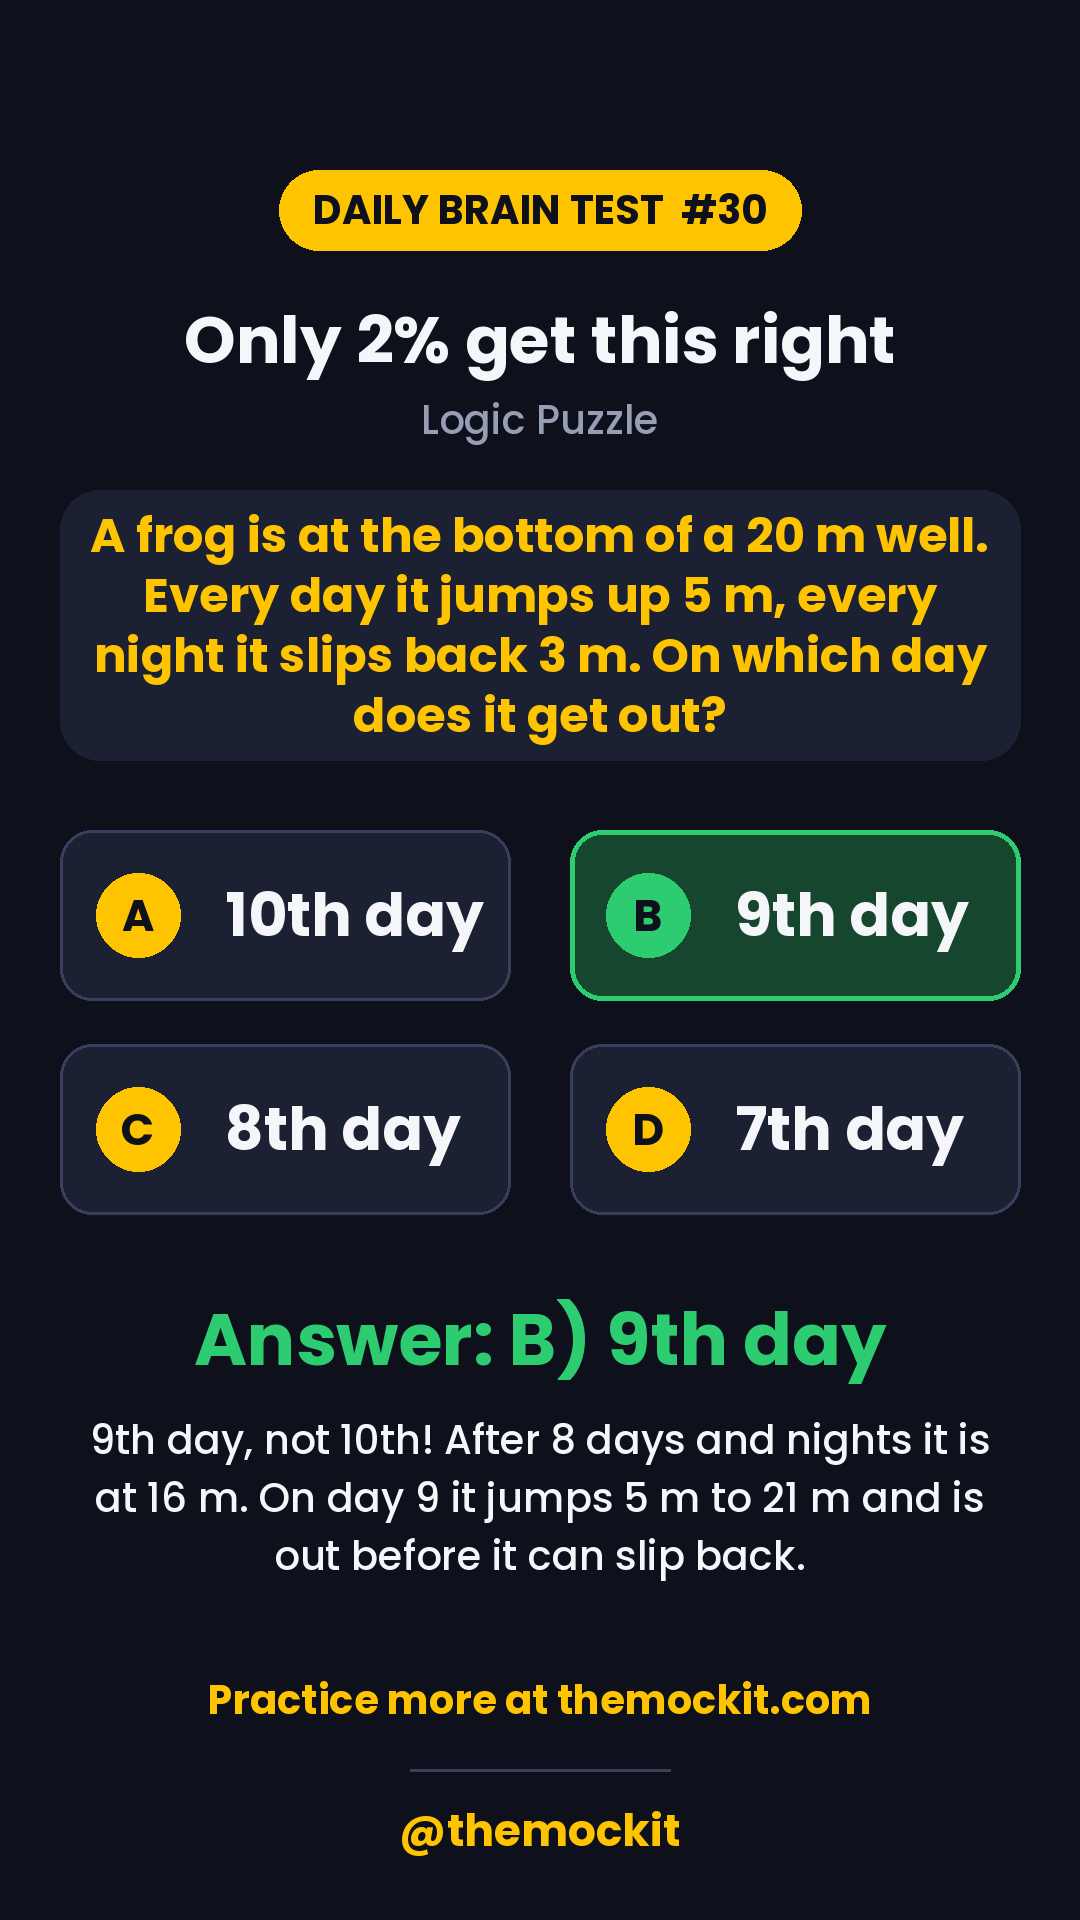 DAILY BRAIN TEST #30
Only 2% get this right
Logic Puzzle
A frog is at the bottom of a 20 m well.
Every day it jumps up 5 m, every
night it slips back 3 m. On which day
does it get out?
A 10th day
B 9th day
C 8th day
D 7th day
Answer: B) 9th day
9th day, not 10th! After 8 days and nights it is
at 16 m. On day 9 it jumps 5 m to 21 m and is
out before it can slip back.
Practice more at themockit.com
@themockit